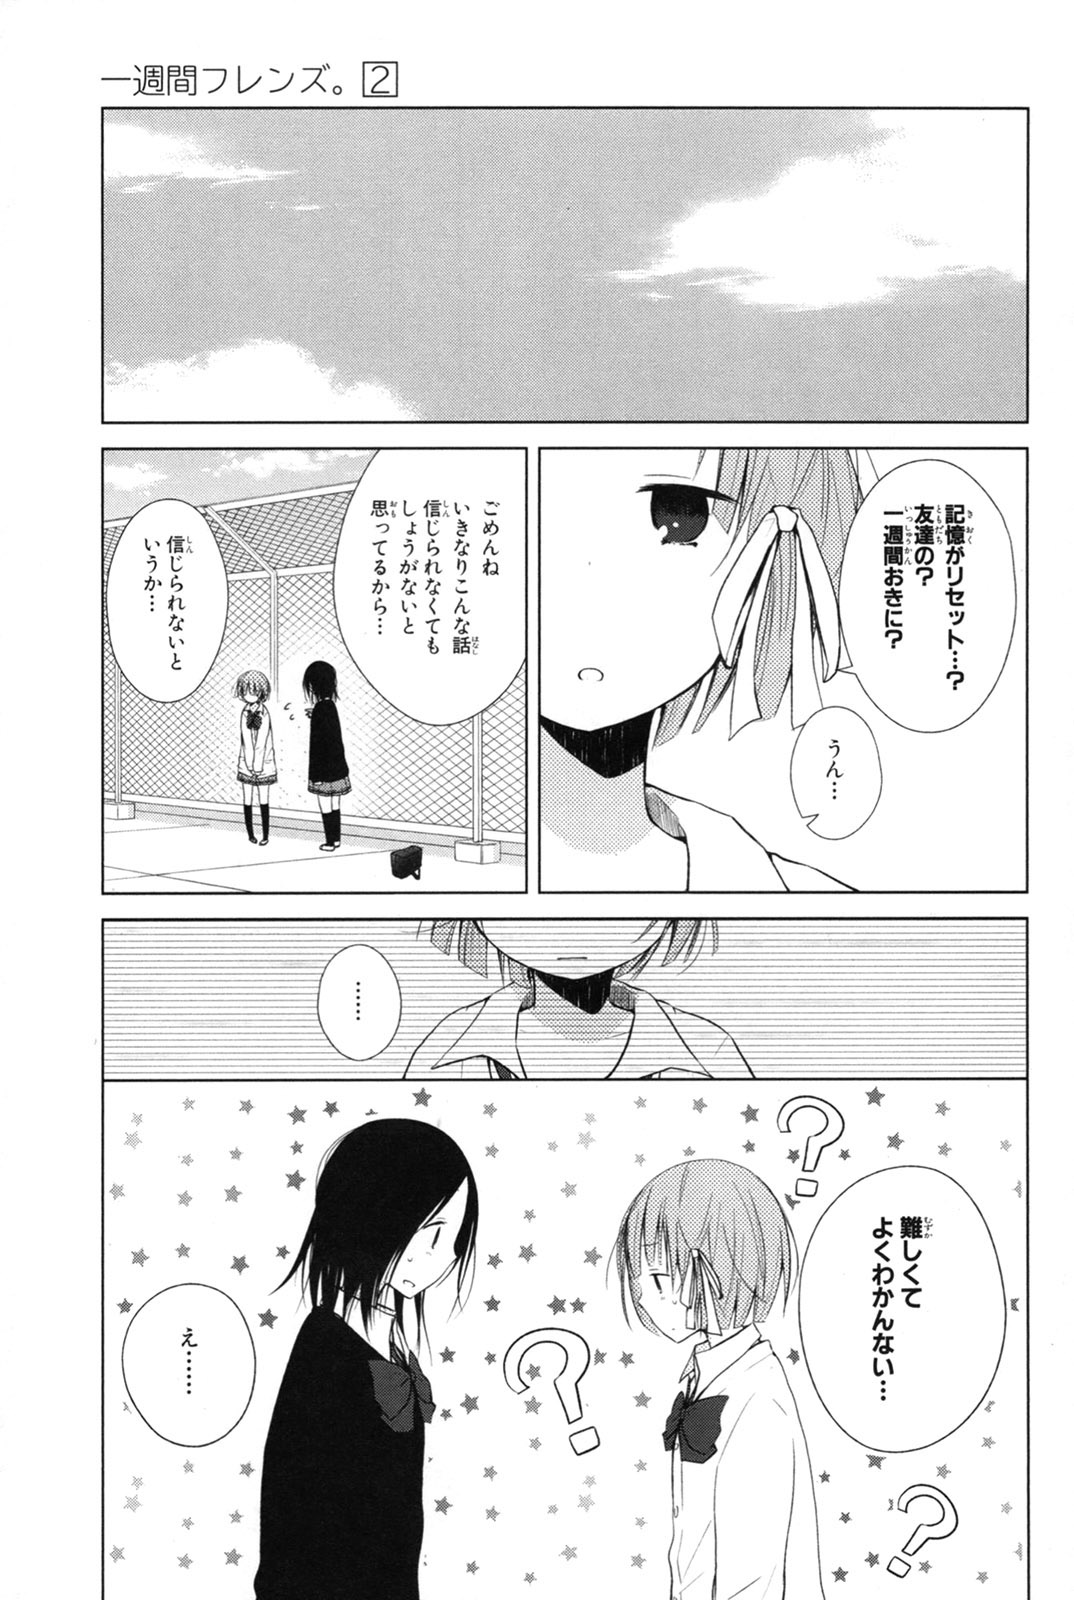 一週間フレンズ。 2
記憶がリセット…？
友達の？
一週間おきに？
うん…
ごめんね
いきなりこんな話
信じられなくても
しょうがないと
思ってるから…
信じられないと
いうか…
……
難しくて
よくわかんない…
え……